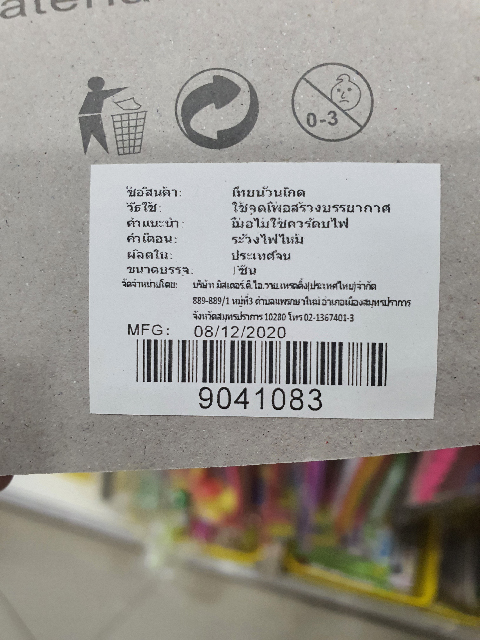 ateria
0-3
ชื่อสินค้า: เทียนวันเกิด
วิธีใช้: ใช้จุดเพื่อสร้างบรรยากาศ
คำแนะนำ: เมื่อไม่ใช้ควรดับไฟ
คำเตือน: ระวังไฟไหม้
ผลิตใน: ประเทศจีน
ขนาดบรรจุ: 1ชิ้น
จัดจำหน่ายโดย: บริษัท มิสเตอร์.ดี.ไอ.วาย.เทรดดิ้ง(ประเทศไทย)จำกัด
889-889/1 หมู่ที่3 ตำบลแพรกษาใหม่ อำเภอเมืองสมุทรปราการ
จังหวัดสมุทรปราการ 10280 โทร 02-1367401-3
MFG: 08/12/2020
9041083